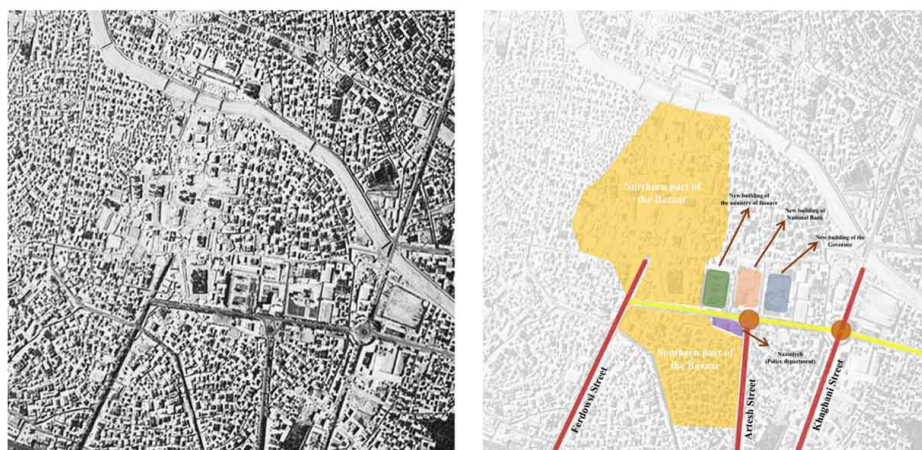 Northern part of
the Bazaar
New building of
the ministry of finance
New building of
National Bank
New building of the
Governor
Southern part of
the Bazaar
Nazmiyeh
(Police department)
Ferdowsi Street
Artesh Street
Khaghani Street